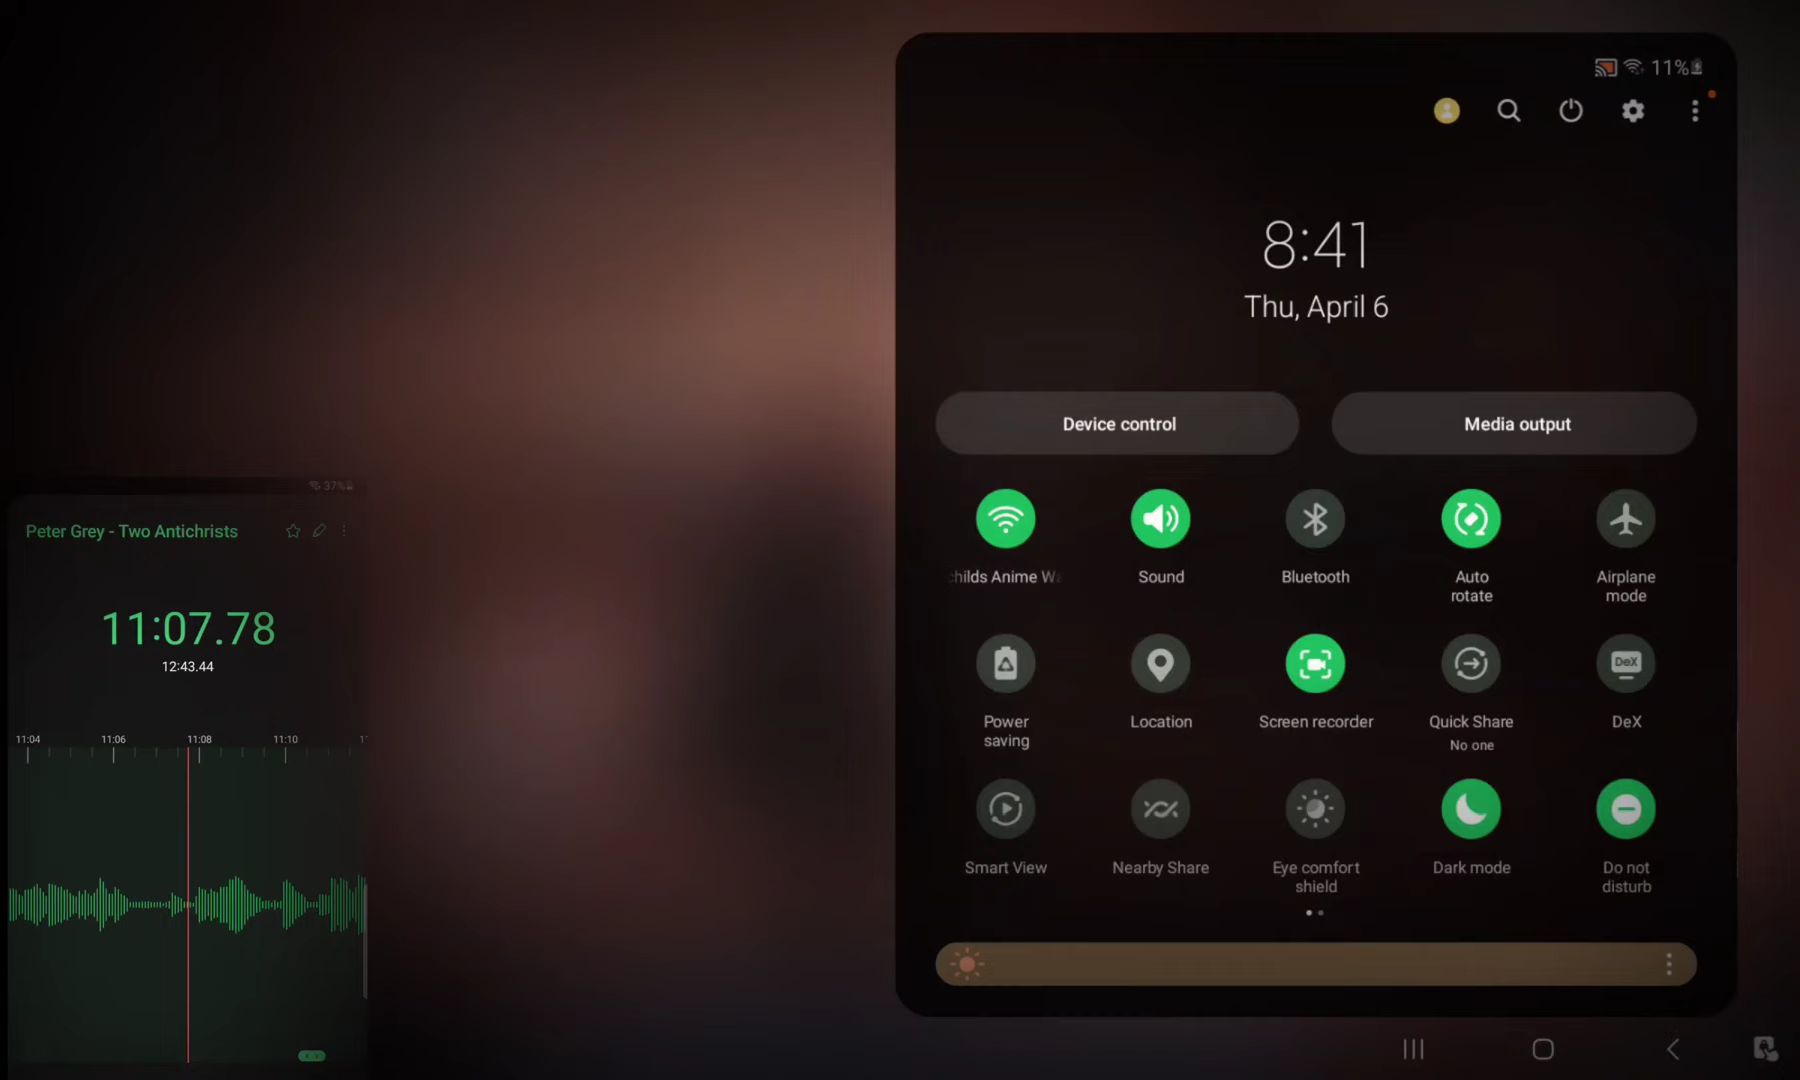 37%
Peter Grey - Two Antichrists
11:07.78
12:43.44
11:04 11:06 11:08 11:10
11%
8:41
Thu, April 6
Device control
Media output
Anime
Sound
Bluetooth
Auto
rotate
Airplane
mode
Power
saving
Location
Screen recorder
Quick Share
No one
DeX
DeX
Smart View
Nearby Share
Eye comfort
shield
Dark mode
Do not
disturb